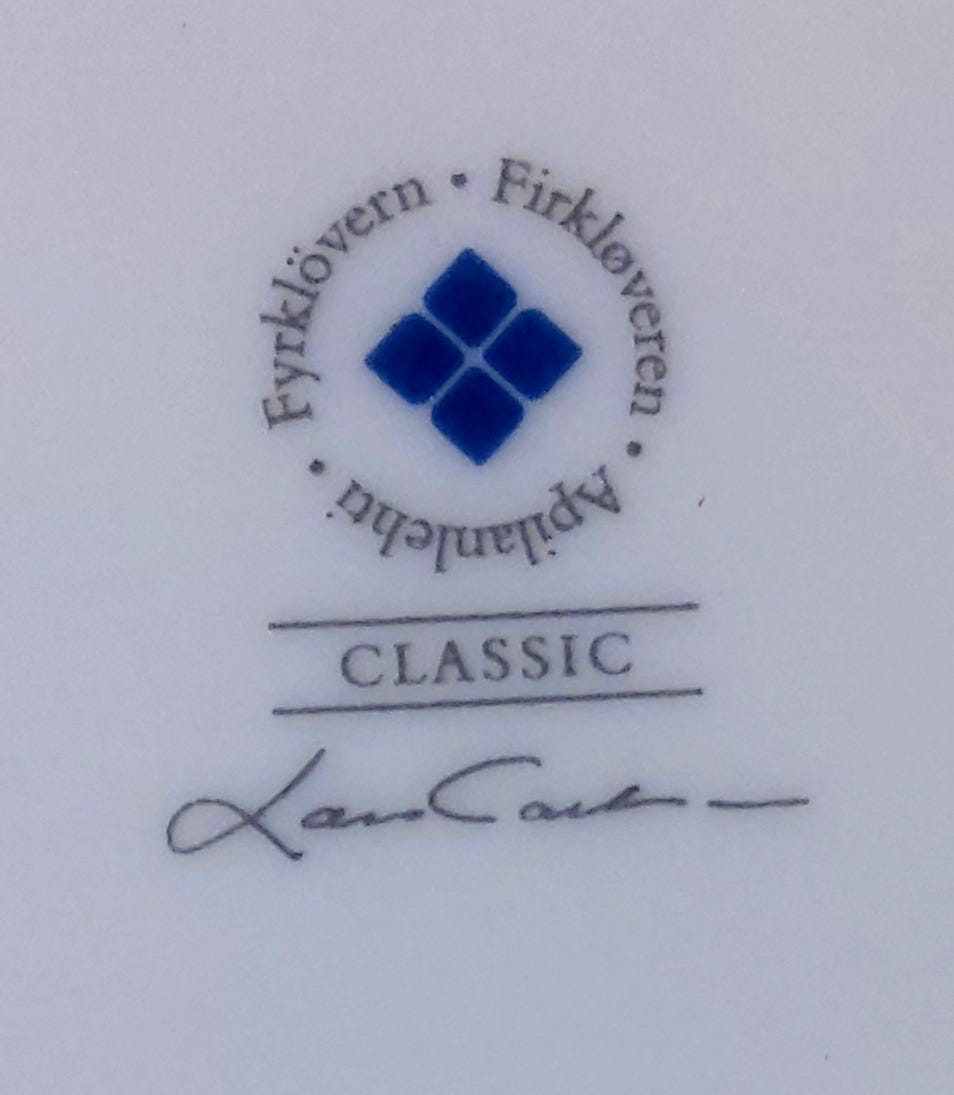 Fyrklövern • Firkløveren • Apilanlehti •
CLASSIC